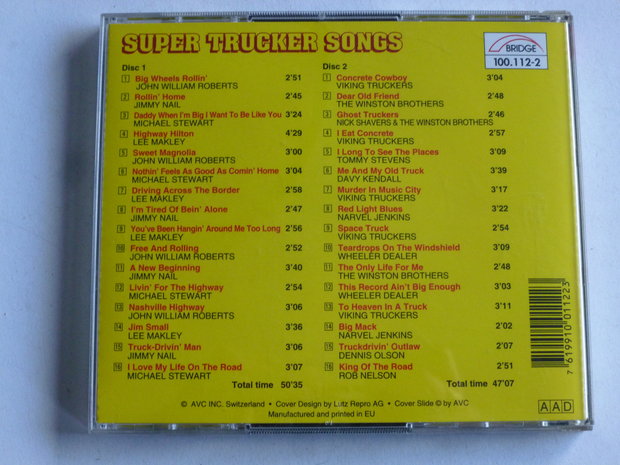 SUPER TRUCKER SONGS
BRIDGE
100.112-2
Disc 1
1 Big Wheels Rollin' 2'51
JOHN WILLIAM ROBERTS
2 Rollin' Home 2'45
JIMMY NAIL
3 Daddy When I'm Big I Want To Be Like You 3'24
MICHAEL STEWART
4 Highway Hilton 4'29
LEE MAKLEY
5 Sweet Magnolia 3'00
JOHN WILLIAM ROBERTS
6 Nothin' Feels As Good As Comin' Home 3'04
MICHAEL STEWART
7 Driving Across The Border 2'58
LEE MAKLEY
8 I'm Tired Of Bein' Alone 2'47
JIMMY NAIL
9 You've Been Hangin' Around Me Too Long 2'56
LEE MAKLEY
10 Free And Rolling 2'52
JOHN WILLIAM ROBERTS
11 A New Beginning 3'40
JIMMY NAIL
12 Livin' For The Highway 2'54
MICHAEL STEWART
13 Nashville Highway 3'06
JOHN WILLIAM ROBERTS
14 Jim Small 3'36
LEE MAKLEY
15 Truck-Drivin' Man 3'35
JIMMY NAIL
16 I Love My Life On The Road 3'07
MICHAEL STEWART
Total time 50'35
Disc 2
1 Concrete Cowboy 3'04
VIKING TRUCKERS
2 Dear Old Friend 2'48
THE WINSTON BROTHERS
3 Ghost Truckers 2'46
NICK SHAVERS & THE WINSTON BROTHERS
4 I Eat Concrete 2'57
VIKING TRUCKERS
5 I Long To See The Places 3'09
TOMMY STEVENS
6 Me And My Old Truck 3'39
DAVY KENDALL
7 Murder In Music City 3'17
VIKING TRUCKERS
8 Red Light Blues 3'22
NARVEL JENKINS
9 Space Truck 2'54
VIKING TRUCKERS
10 Teardrops On The Windshield 3'09
WHEELER DEALER
11 The Only Life For Me 2'48
THE WINSTON BROTHERS
12 This Record Ain't Big Enough 3'03
WHEELER DEALER
13 To Heaven In A Truck 3'11
VIKING TRUCKERS
14 Big Mack 2'02
NARVEL JENKINS
15 Truckdrivin' Outlaw 2'07
DENNIS OLSON
16 King Of The Road 2'51
ROB NELSON
Total time 47'07
7 619910 011223
© AVC INC. Switzerland • Cover Design by Lutz Repro AG • Cover Slide © by AVC
Manufactured and printed in EU
AAD